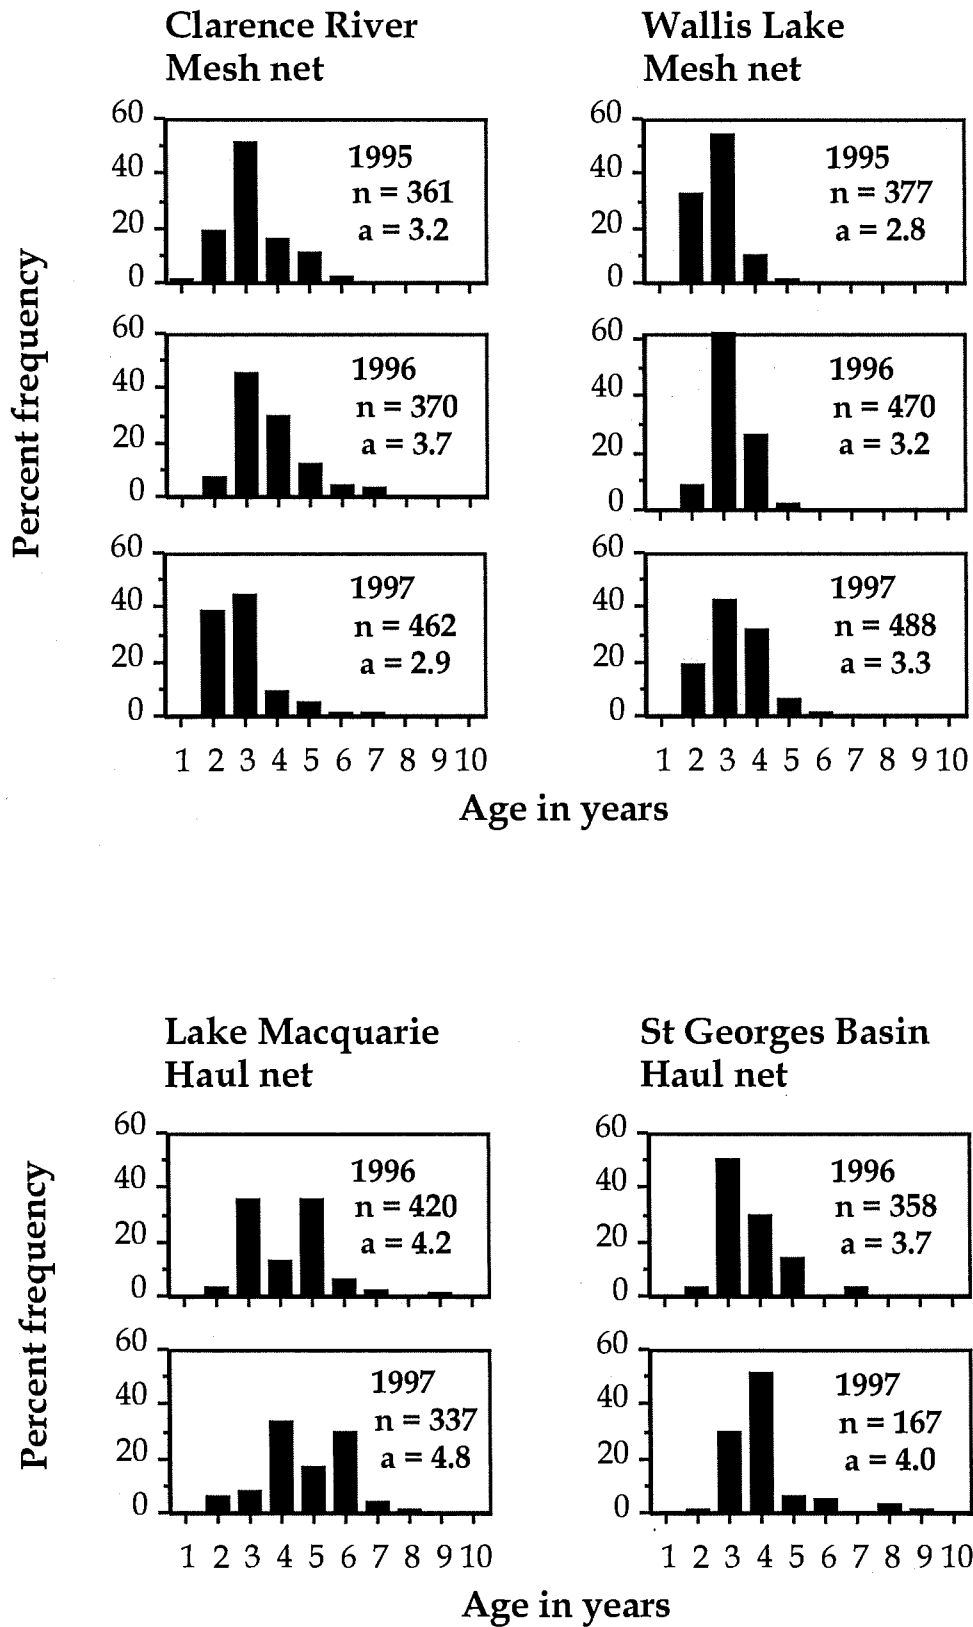 Clarence River
Mesh net
Wallis Lake
Mesh net
Percent frequency
60
40
20
0
1995
n = 361
a = 3.2
60
40
20
0
1995
n = 377
a = 2.8
60
40
20
0
1996
n = 370
a = 3.7
60
40
20
0
1996
n = 470
a = 3.2
60
40
20
0
1997
n = 462
a = 2.9
60
40
20
0
1997
n = 488
a = 3.3
1 2 3 4 5 6 7 8 9 10
1 2 3 4 5 6 7 8 9 10
Age in years
Lake Macquarie
Haul net
St Georges Basin
Haul net
Percent frequency
60
40
20
0
1996
n = 420
a = 4.2
60
40
20
0
1996
n = 358
a = 3.7
60
40
20
0
1997
n = 337
a = 4.8
60
40
20
0
1997
n = 167
a = 4.0
1 2 3 4 5 6 7 8 9 10
1 2 3 4 5 6 7 8 9 10
Age in years